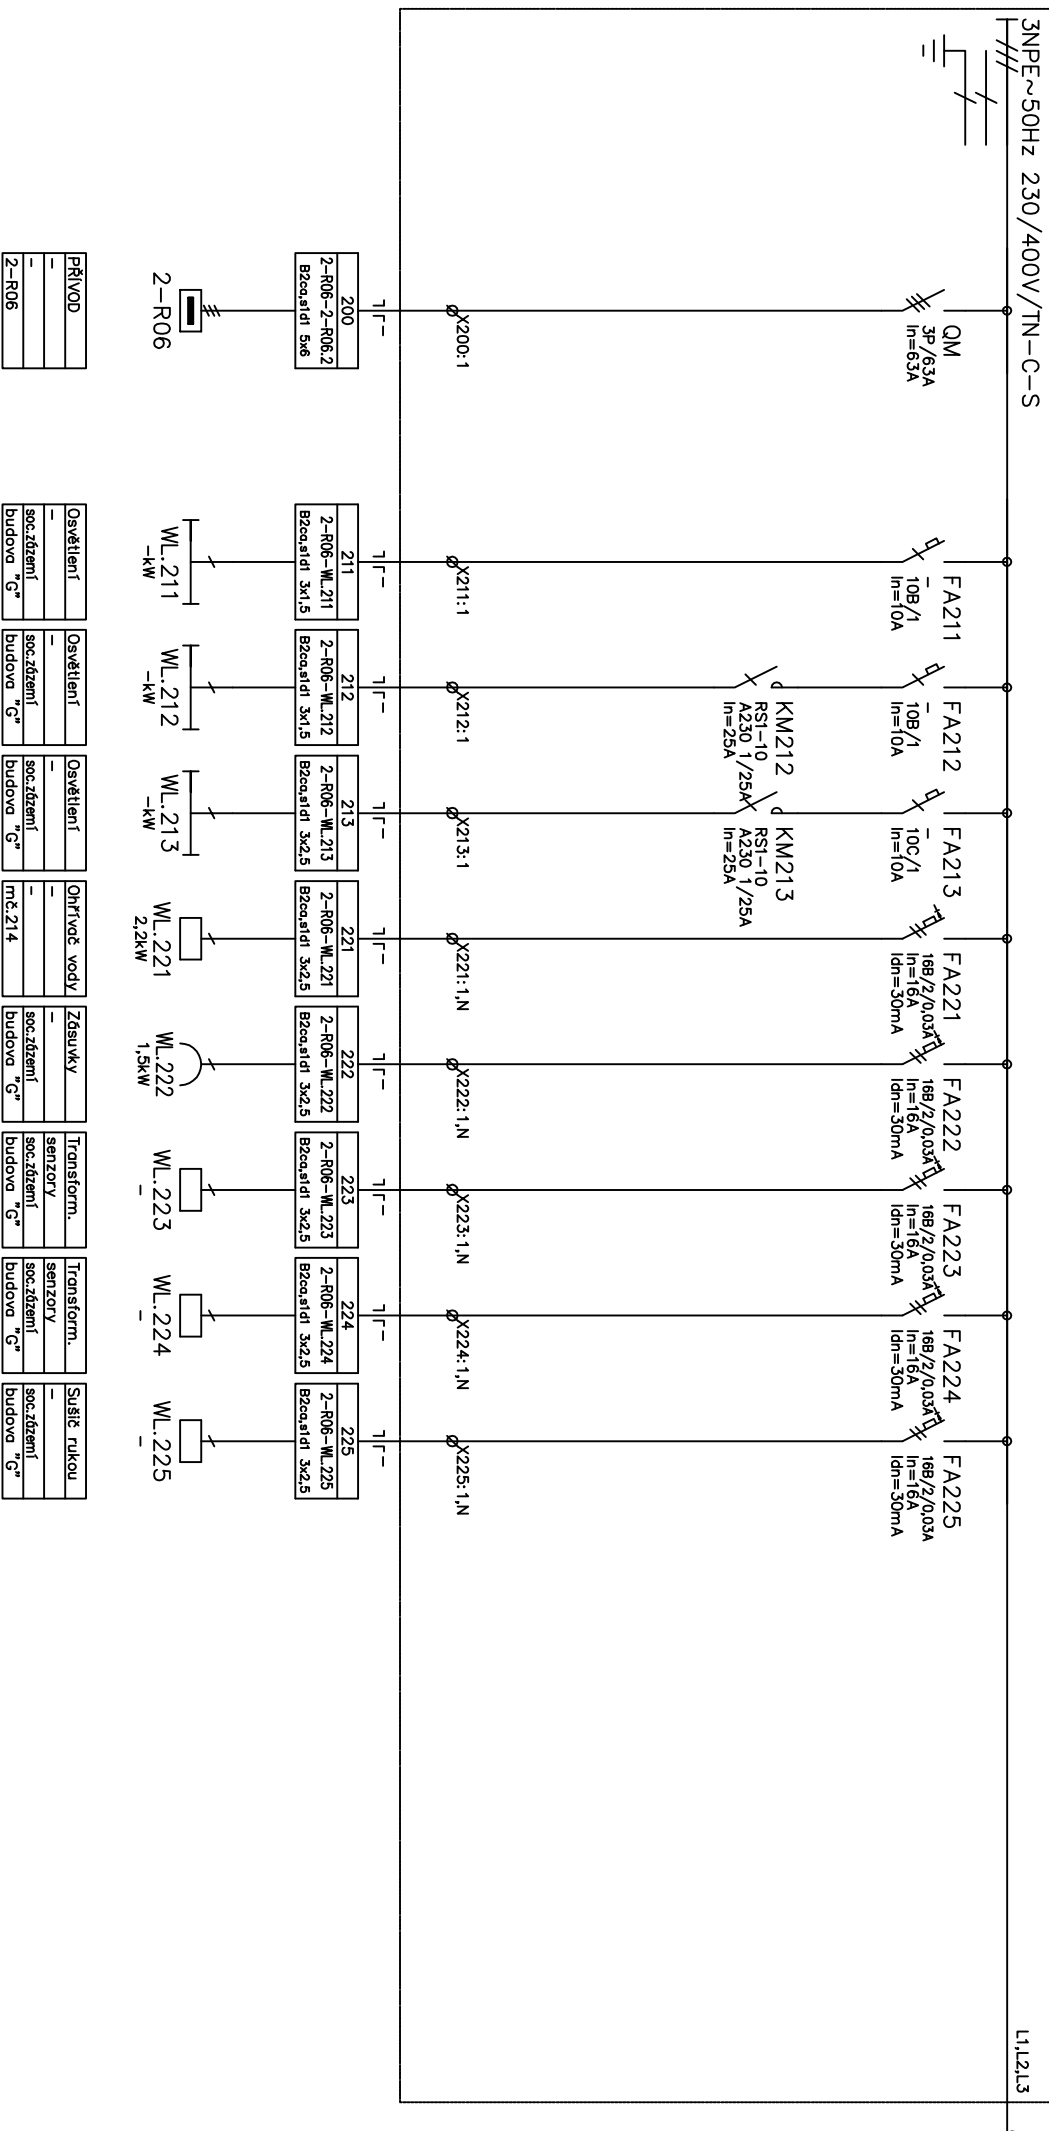 3NPE~50Hz 230/400V/TN-C-S
L1,L2,L3
QM
3P/63A
In=63A
FA211
-
10B/1
In=10A
FA212
-
10B/1
In=10A
FA213
-
10C/1
In=10A
FA221
16B/2/0,03A
In=16A
Idn=30mA
FA222
16B/2/0,03A
In=16A
Idn=30mA
FA223
16B/2/0,03A
In=16A
Idn=30mA
FA224
16B/2/0,03A
In=16A
Idn=30mA
FA225
16B/2/0,03A
In=16A
Idn=30mA
KM212
RS1-10
A230 1/25A
In=25A
KM213
RS1-10
A230 1/25A
In=25A
X200:1
X211:1
X212:1
X213:1
X221:1,N
X222:1,N
X223:1,N
X224:1,N
X225:1,N
200
2-R06-2-R06.2
B2ca,s1d1 5x6
211
2-R06-WL.211
B2ca,s1d1 3x1,5
212
2-R06-WL.212
B2ca,s1d1 3x1,5
213
2-R06-WL.213
B2ca,s1d1 3x2,5
221
2-R06-WL.221
B2ca,s1d1 3x2,5
222
2-R06-WL.222
B2ca,s1d1 3x2,5
223
2-R06-WL.223
B2ca,s1d1 3x2,5
224
2-R06-WL.224
B2ca,s1d1 3x2,5
225
2-R06-WL.225
B2ca,s1d1 3x2,5
2-R06
WL.211
-kW
WL.212
-kW
WL.213
-kW
WL.221
2,2kW
WL.222
1,5kW
WL.223
-
WL.224
-
WL.225
-
PŘÍVOD
-
-
2-R06
Osvětlení
-
soc.zázemí
budova "G"
Osvětlení
-
soc.zázemí
budova "G"
Osvětlení
-
soc.zázemí
budova "G"
Ohřívač vody
-
-
mč.214
Zásuvky
-
soc.zázemí
budova "G"
Transform.
senzory
soc.zázemí
budova "G"
Transform.
senzory
soc.zázemí
budova "G"
Sušič rukou
-
soc.zázemí
budova "G"